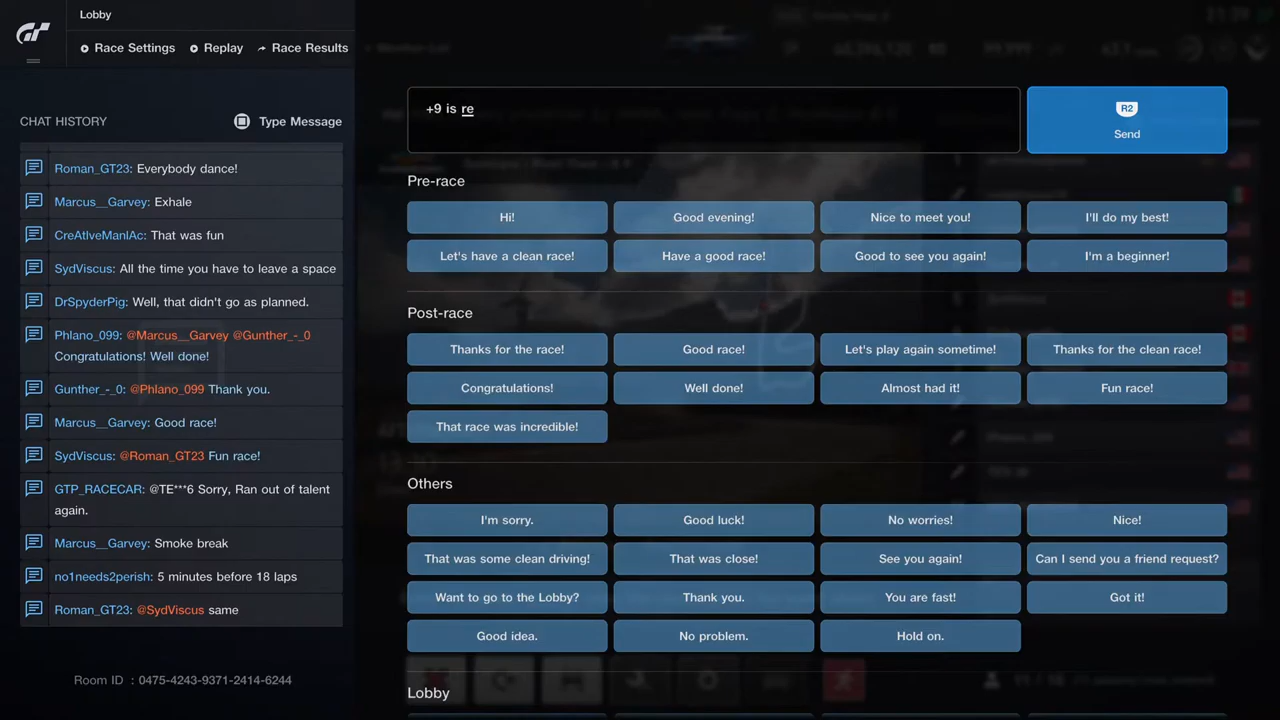 Lobby
Race Settings
Replay
Race Results
CHAT HISTORY
Type Message
Roman_GT23: Everybody dance!
Marcus__Garvey: Exhale
CreAtIveManIAc: That was fun
SydViscus: All the time you have to leave a space
DrSpyderPig: Well, that didn't go as planned.
Phlano_099: @Marcus__Garvey @Gunther_-_0
Congratulations! Well done!
Gunther_-_0: @Phlano_099 Thank you.
Marcus__Garvey: Good race!
SydViscus: @Roman_GT23 Fun race!
GTP_RACECAR: @TE***6 Sorry, Ran out of talent
again.
Marcus__Garvey: Smoke break
no1needs2perish: 5 minutes before 18 laps
Roman_GT23: @SydViscus same
Room ID : 0475-4243-9371-2414-6244
+9 is re
R2
Send
Pre-race
Hi!
Good evening!
Nice to meet you!
I'll do my best!
Let's have a clean race!
Have a good race!
Good to see you again!
I'm a beginner!
Post-race
Thanks for the race!
Good race!
Let's play again sometime!
Thanks for the clean race!
Congratulations!
Well done!
Almost had it!
Fun race!
That race was incredible!
Others
I'm sorry.
Good luck!
No worries!
Nice!
That was some clean driving!
That was close!
See you again!
Can I send you a friend request?
Want to go to the Lobby?
Thank you.
You are fast!
Got it!
Good idea.
No problem.
Hold on.
Lobby